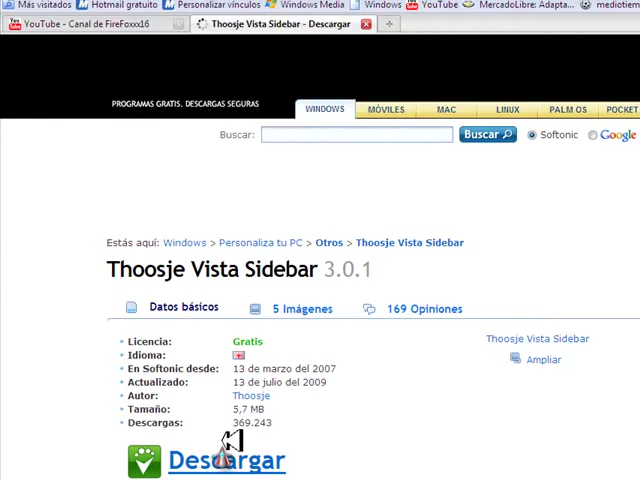 Más visitados Hotmail gratuito Personalizar vínculos Windows Media Windows YouTube MercadoLibre: Adapta... mediotiem
YouTube - Canal de FireFoxxx16 Thoosje Vista Sidebar - Descargar
PROGRAMAS GRATIS. DESCARGAS SEGURAS WINDOWS MÓVILES MAC LINUX PALM OS POCKET
Buscar: Buscar Softonic Google
Estás aquí: Windows > Personaliza tu PC > Otros > Thoosje Vista Sidebar
Thoosje Vista Sidebar 3.0.1
Datos básicos 5 Imágenes 169 Opiniones
Licencia: Gratis
Idioma:
En Softonic desde: 13 de marzo del 2007
Actualizado: 13 de julio del 2009
Autor: Thoosje
Tamaño: 5,7 MB
Descargas: 369.243
Thoosje Vista Sidebar
Ampliar
Descargar